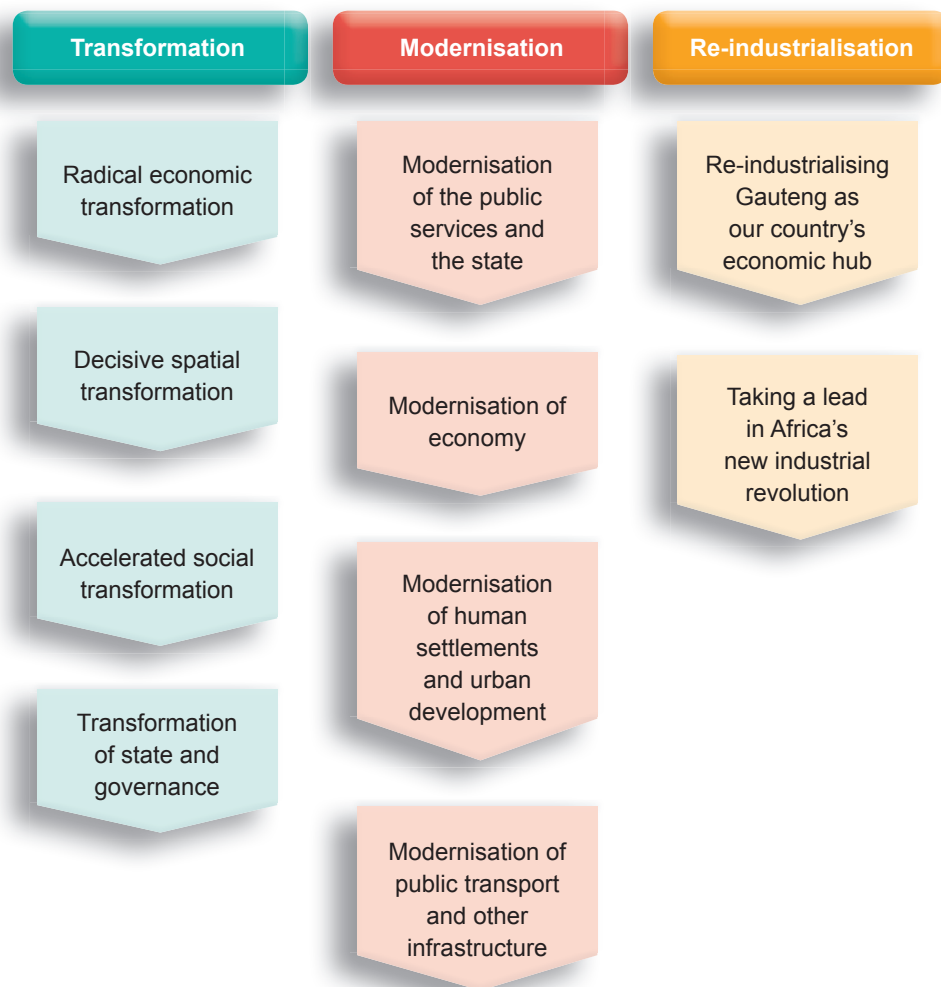 Transformation
Radical economic
transformation
Decisive spatial
transformation
Accelerated social
transformation
Transformation
of state and
governance
Modernisation
Modernisation
of the public
services and
the state
Modernisation of
economy
Modernisation
of human
settlements
and urban
development
Modernisation of
public transport
and other
infrastructure
Re-industrialisation
Re-industrialising
Gauteng as
our country's
economic hub
Taking a lead
in Africa's
new industrial
revolution